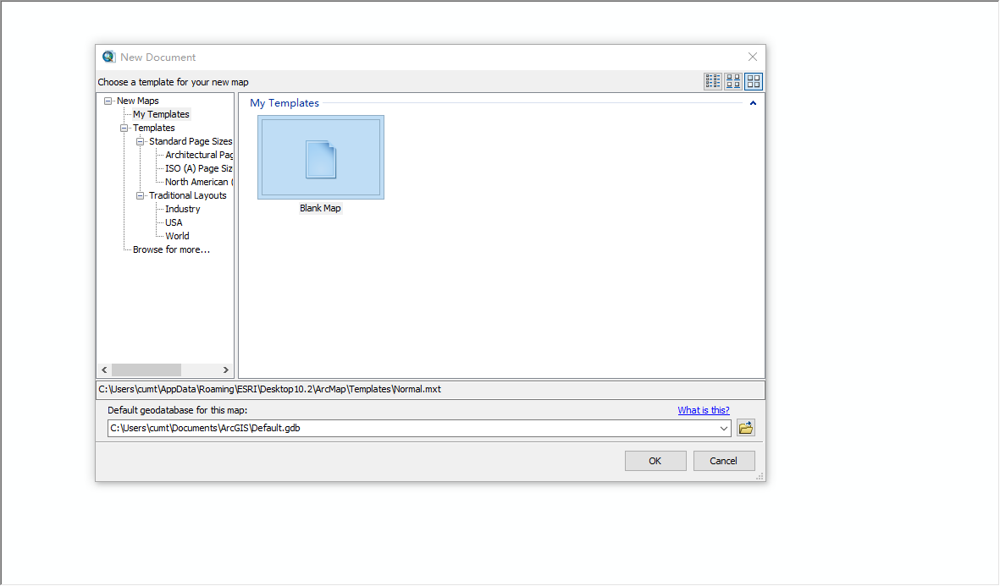 New Document
Choose a template for your new map
New Maps
My Templates
Templates
Standard Page Sizes
Architectural Pag
ISO (A) Page Siz
North American (
Traditional Layouts
Industry
USA
World
Browse for more...
My Templates
Blank Map
C:\Users\cumt\AppData\Roaming\ESRI\Desktop10.2\ArcMap\Templates\Normal.mxt
Default geodatabase for this map:
What is this?
C:\Users\cumt\Documents\ArcGIS\Default.gdb
OK
Cancel